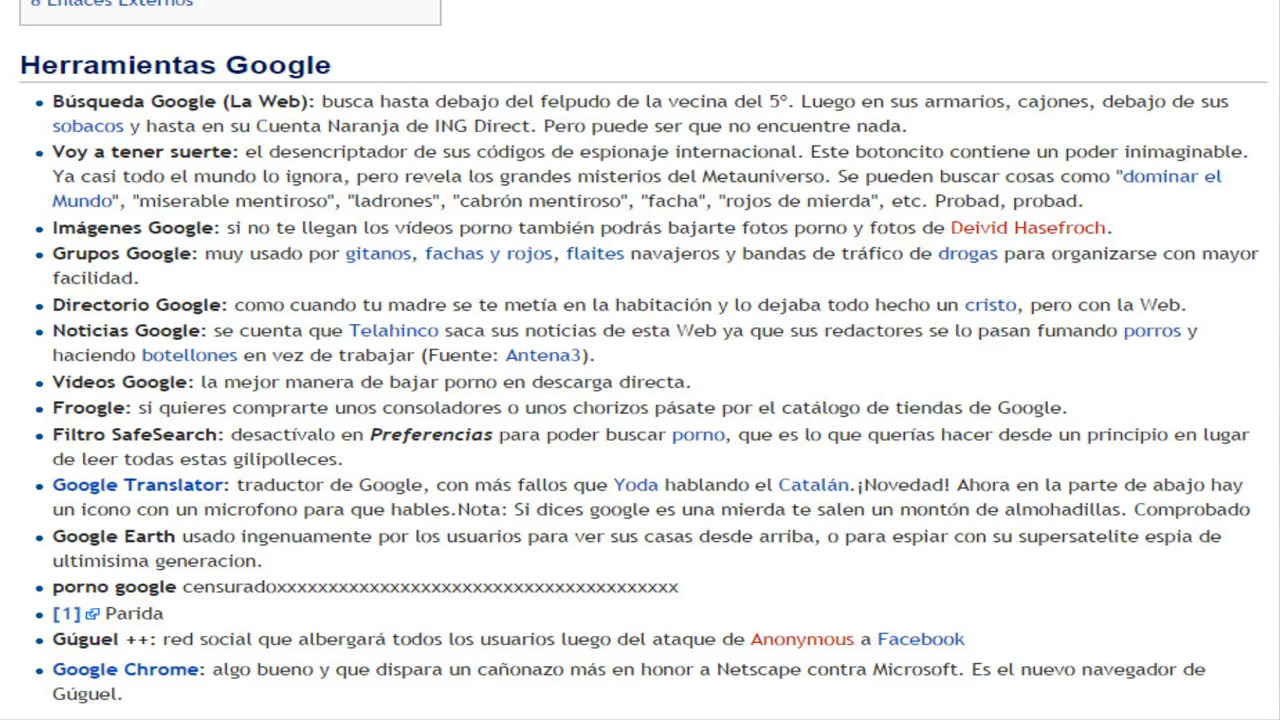 8 Enlaces Externos
Herramientas Google
Búsqueda Google (La Web): busca hasta debajo del felpudo de la vecina del 5º. Luego en sus armarios, cajones, debajo de sus
sobacos y hasta en su Cuenta Naranja de ING Direct. Pero puede ser que no encuentre nada.
Voy a tener suerte: el desencriptador de sus códigos de espionaje internacional. Este botoncito contiene un poder inimaginable.
Ya casi todo el mundo lo ignora, pero revela los grandes misterios del Metauniverso. Se pueden buscar cosas como "dominar el
Mundo", "miserable mentiroso", "ladrones", "cabrón mentiroso", "facha", "rojos de mierda", etc. Probad, probad.
Imágenes Google: si no te llegan los vídeos porno también podrás bajarte fotos porno y fotos de Deivid Hasefroch.
Grupos Google: muy usado por gitanos, fachas y rojos, flaites navajeros y bandas de tráfico de drogas para organizarse con mayor
facilidad.
Directorio Google: como cuando tu madre se te metía en la habitación y lo dejaba todo hecho un cristo, pero con la Web.
Noticias Google: se cuenta que Telahinco saca sus noticias de esta Web ya que sus redactores se lo pasan fumando porros y
haciendo botellones en vez de trabajar (Fuente: Antena3).
Vídeos Google: la mejor manera de bajar porno en descarga directa.
Froogle: si quieres comprarte unos consoladores o unos chorizos pásate por el catálogo de tiendas de Google.
Filtro SafeSearch: desactívalo en Preferencias para poder buscar porno, que es lo que querías hacer desde un principio en lugar
de leer todas estas gilipolleces.
Google Translator: traductor de Google, con más fallos que Yoda hablando el Catalán.¡Novedad! Ahora en la parte de abajo hay
un icono con un microfono para que hables.Nota: Si dices google es una mierda te salen un montón de almohadillas. Comprobado
Google Earth usado ingenuamente por los usuarios para ver sus casas desde arriba, o para espiar con su supersatelite espia de
ultimisima generacion.
porno google censuradoxxxxxxxxxxxxxxxxxxxxxxxxxxxxxxxxxxxxxxx
[1] Parida
Gúguel ++: red social que albergará todos los usuarios luego del ataque de Anonymous a Facebook
Google Chrome: algo bueno y que dispara un cañonazo más en honor a Netscape contra Microsoft. Es el nuevo navegador de
Gúguel.